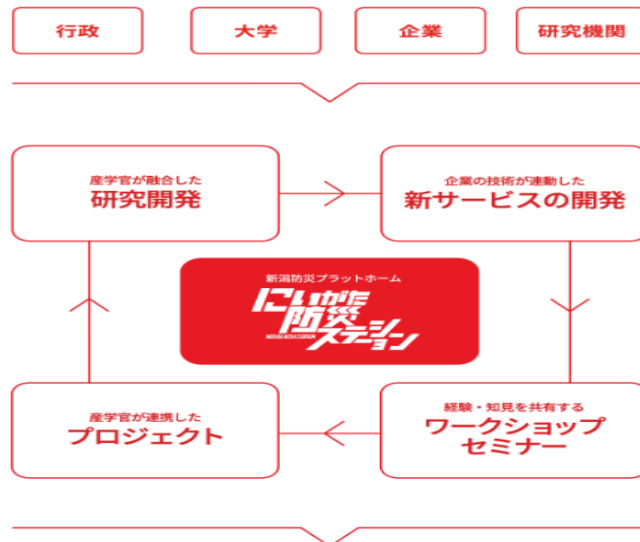 行政
大学
企業
研究機関
産学官が融合した
研究開発
企業の技術が連動した
新サービスの開発
新潟防災プラットホーム
にいがた
防災
ステーション
産学官が連携した
プロジェクト
経験・知見を共有する
ワークショップ
セミナー